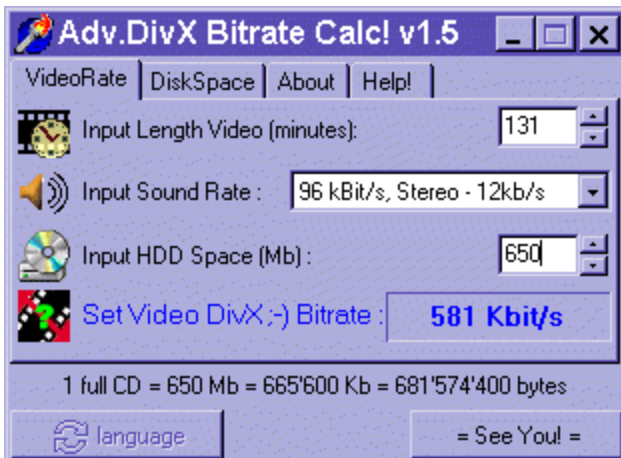 Adv.DivX Bitrate Calc! v1.5
VideoRate DiskSpace About Help!
Input Length Video (minutes): 131
Input Sound Rate : 96 kBit/s, Stereo - 12kb/s
Input HDD Space (Mb) : 650
Set Video DivX ;-) Bitrate : 581 Kbit/s
1 full CD = 650 Mb = 665'600 Kb = 681'574'400 bytes
language = See You! =